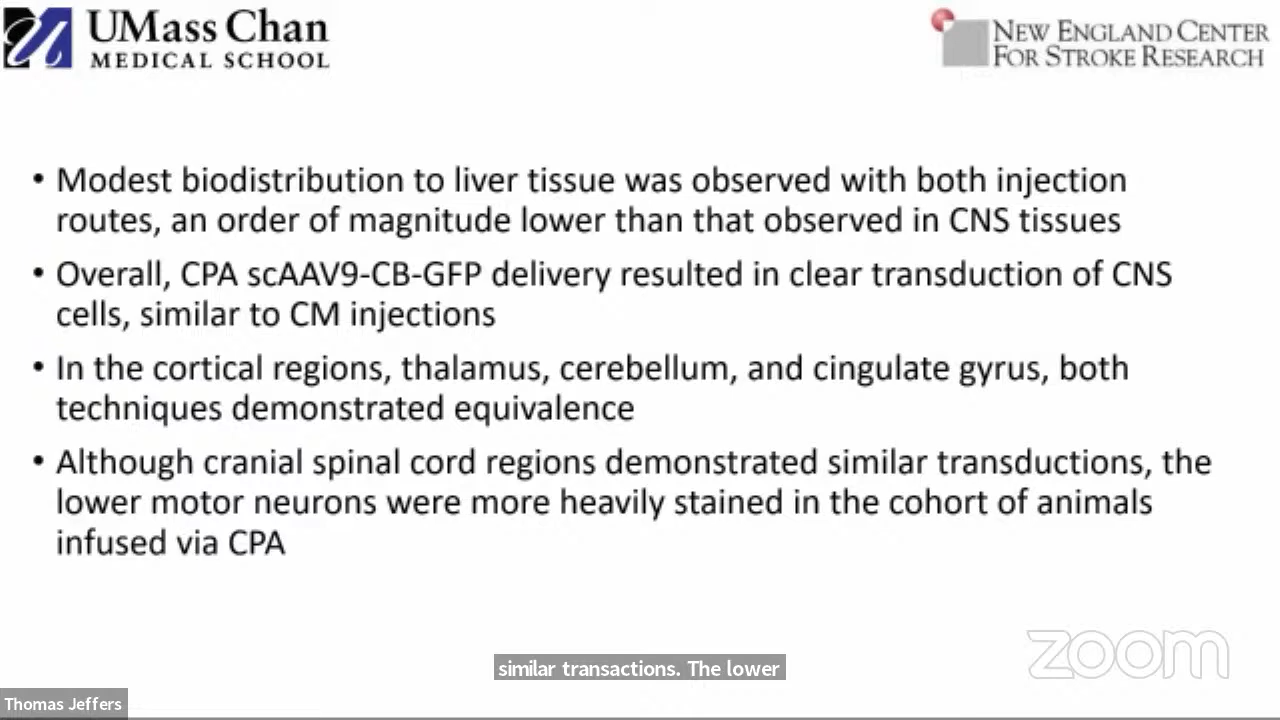 UMass Chan
MEDICAL SCHOOL
NEW ENGLAND CENTER
FOR STROKE RESEARCH
• Modest biodistribution to liver tissue was observed with both injection
routes, an order of magnitude lower than that observed in CNS tissues
• Overall, CPA scAAV9-CB-GFP delivery resulted in clear transduction of CNS
cells, similar to CM injections
• In the cortical regions, thalamus, cerebellum, and cingulate gyrus, both
techniques demonstrated equivalence
• Although cranial spinal cord regions demonstrated similar transductions, the
lower motor neurons were more heavily stained in the cohort of animals
infused via CPA
zoom
similar transactions. The lower
Thomas Jeffers